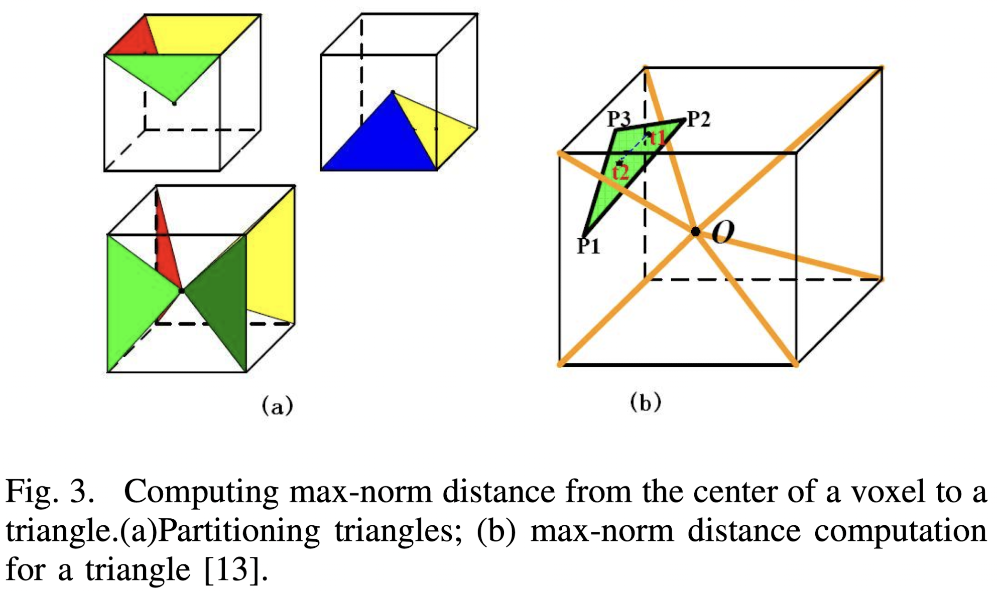 P3
P2
t1
t2
O
P1
(a)
(b)
Fig. 3. Computing max-norm distance from the center of a voxel to a
triangle.(a)Partitioning triangles; (b) max-norm distance computation
for a triangle [13].